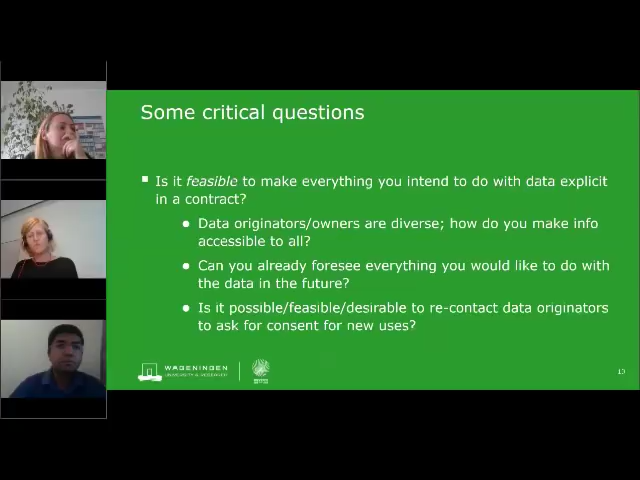 Some critical questions
Is it feasible to make everything you intend to do with data explicit
in a contract?
Data originators/owners are diverse; how do you make info
accessible to all?
Can you already foresee everything you would like to do with
the data in the future?
Is it possible/feasible/desirable to re-contact data originators
to ask for consent for new uses?
WAGENINGEN
UNIVERSITY & RESEARCH